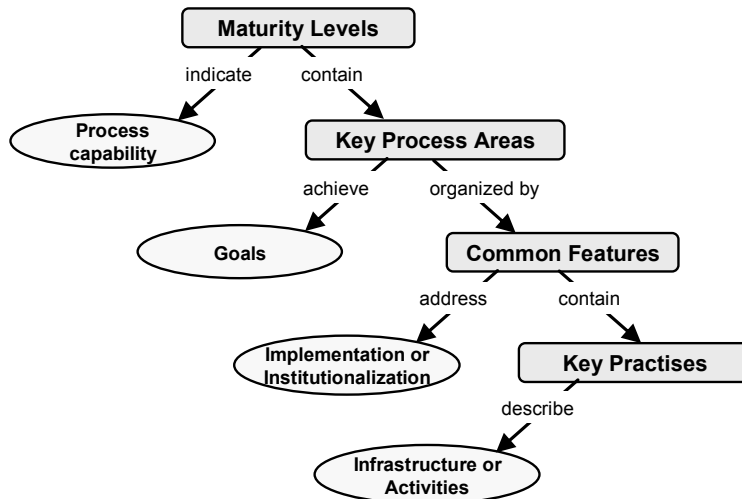 Maturity Levels
indicate
contain
Process
capability
Key Process Areas
achieve
organized by
Goals
Common Features
address
contain
Implementation or
Institutionalization
Key Practises
describe
Infrastructure or
Activities